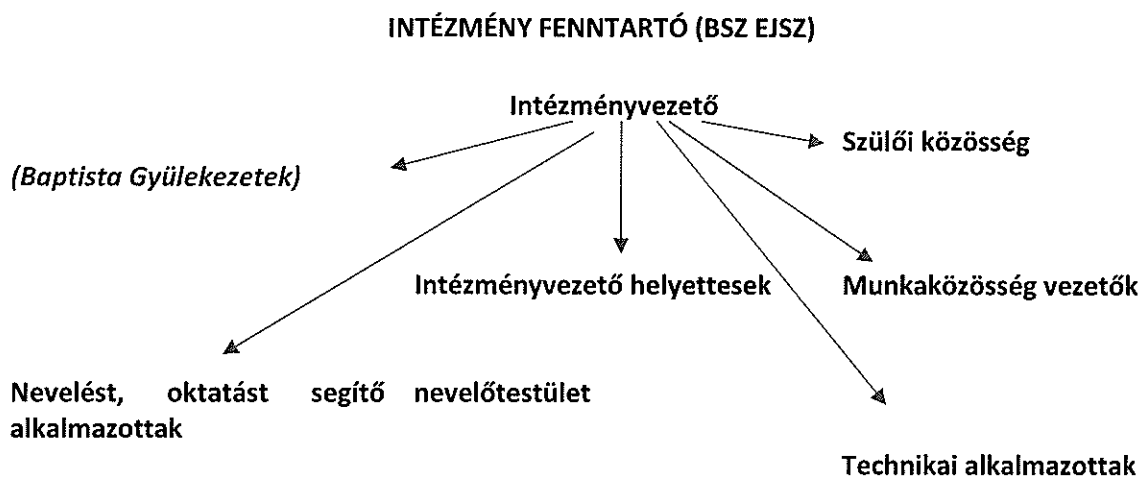 INTÉZMÉNY FENNTARTÓ (BSZ EJSZ)
Intézményvezető
Szülői közösség
(Baptista Gyülekezetek)
Intézményvezető helyettesek
Munkaközösség vezetők
Nevelést, oktatást segítő nevelőtestület
alkalmazottak
Technikai alkalmazottak